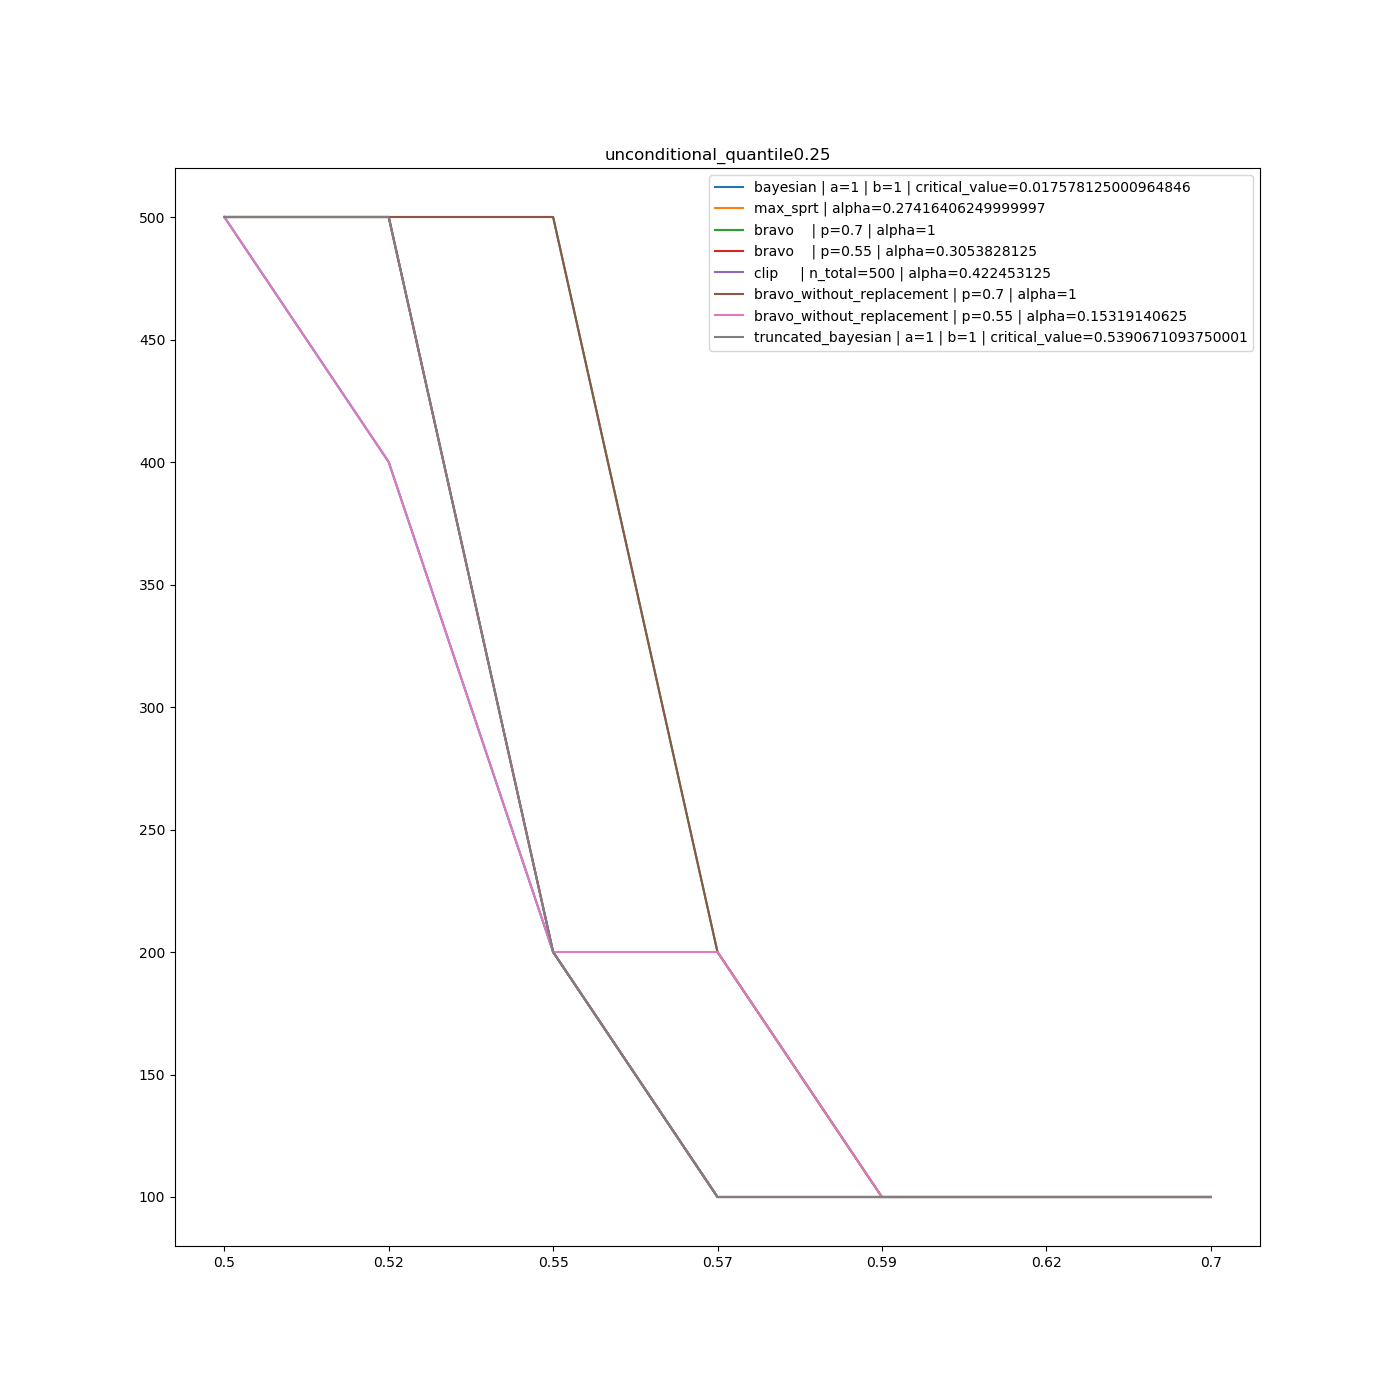 unconditional_quantile0.25
bayesian | a=1 | b=1 | critical_value=0.017578125000964846
max_sprt | alpha=0.27416406249999997
bravo    | p=0.7 | alpha=1
bravo    | p=0.55 | alpha=0.3053828125
clip     | n_total=500 | alpha=0.422453125
bravo_without_replacement | p=0.7 | alpha=1
bravo_without_replacement | p=0.55 | alpha=0.15319140625
truncated_bayesian | a=1 | b=1 | critical_value=0.5390671093750001
500
450
400
350
300
250
200
150
100
0.5 0.52 0.55 0.57 0.59 0.62 0.7